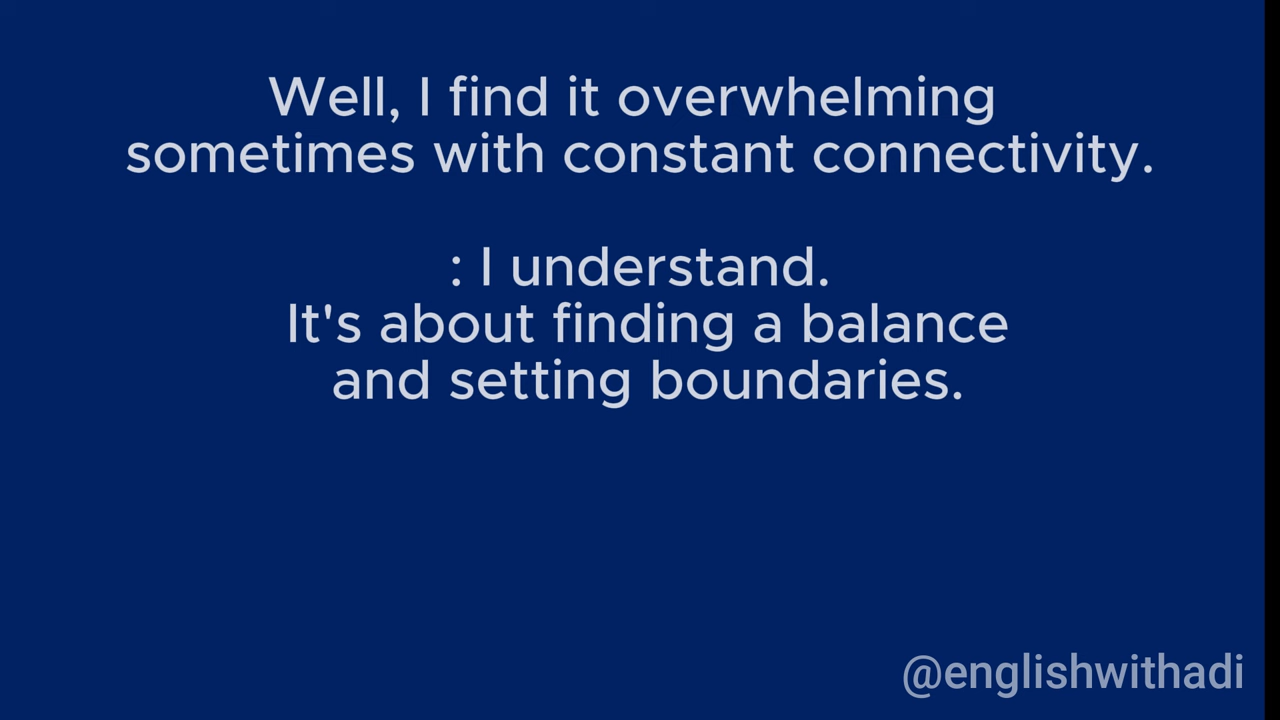 Well, I find it overwhelming
sometimes with constant connectivity.
: I understand.
It's about finding a balance
and setting boundaries.
@englishwithadi